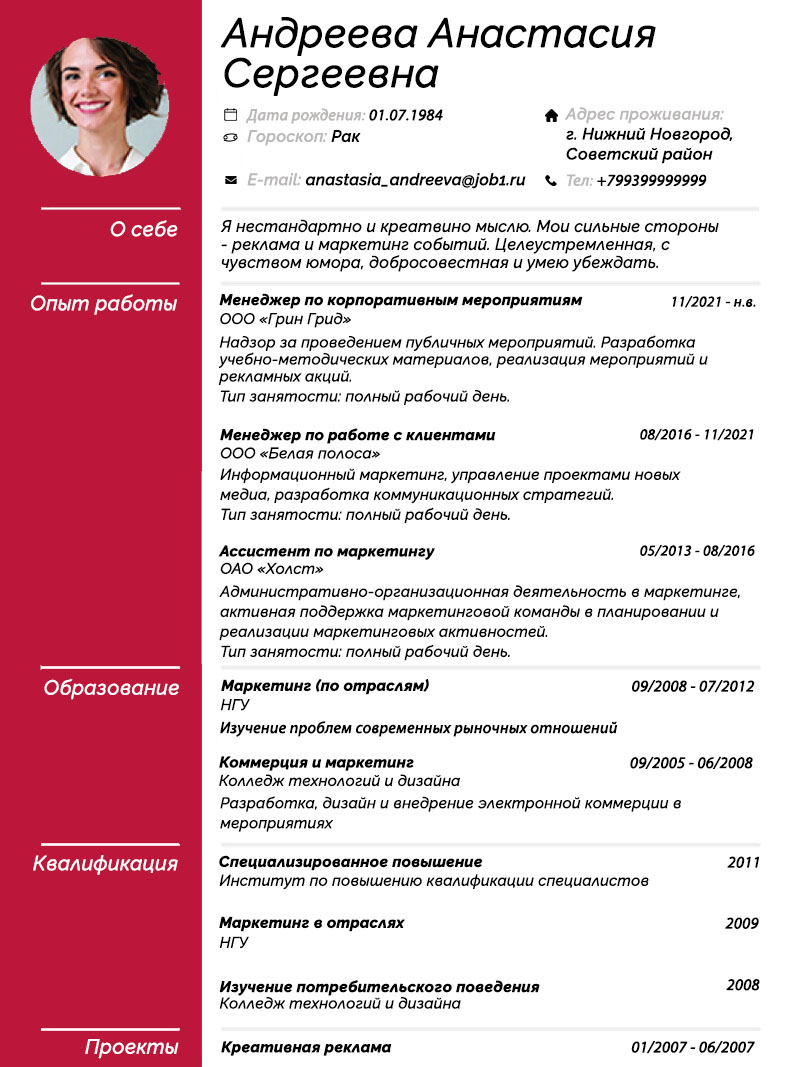 Андреева Анастасия
Сергеевна
Дата рождения: 01.07.1984
Гороскоп: Рак
Адрес проживания:
г. Нижний Новгород,
Советский район
E-mail: anastasia_andreeva@job1.ru
Тел: +799399999999
О себе
Я нестандартно и креатвино мыслю. Мои сильные стороны
- реклама и маркетинг событий. Целеустремленная, с
чувством юмора, добросовестная и умею убеждать.
Опыт работы
Менеджер по корпоративным мероприятиям 11/2021 - н.в.
ООО «Грин Грид»
Надзор за проведением публичных мероприятий. Разработка
учебно-методических материалов, реализация мероприятий и
рекламных акций.
Тип занятости: полный рабочий день.
Менеджер по работе с клиентами 08/2016 - 11/2021
ООО «Белая полоса»
Информационный маркетинг, управление проектами новых
медиа, разработка коммуникационных стратегий.
Тип занятости: полный рабочий день.
Ассистент по маркетингу 05/2013 - 08/2016
ОАО «Холст»
Административно-организационная деятельность в маркетинге,
активная поддержка маркетинговой команды в планировании и
реализации маркетинговых активностей.
Тип занятости: полный рабочий день.
Образование
Маркетинг (по отраслям) 09/2008 - 07/2012
НГУ
Изучение проблем современных рыночных отношений
Коммерция и маркетинг 09/2005 - 06/2008
Колледж технологий и дизайна
Разработка, дизайн и внедрение электронной коммерции в
мероприятиях
Квалификация
Специализированное повышение 2011
Институт по повышению квалификации специалистов
Маркетинг в отраслях 2009
НГУ
Изучение потребительского поведения 2008
Колледж технологий и дизайна
Проекты
Креативная реклама 01/2007 - 06/2007